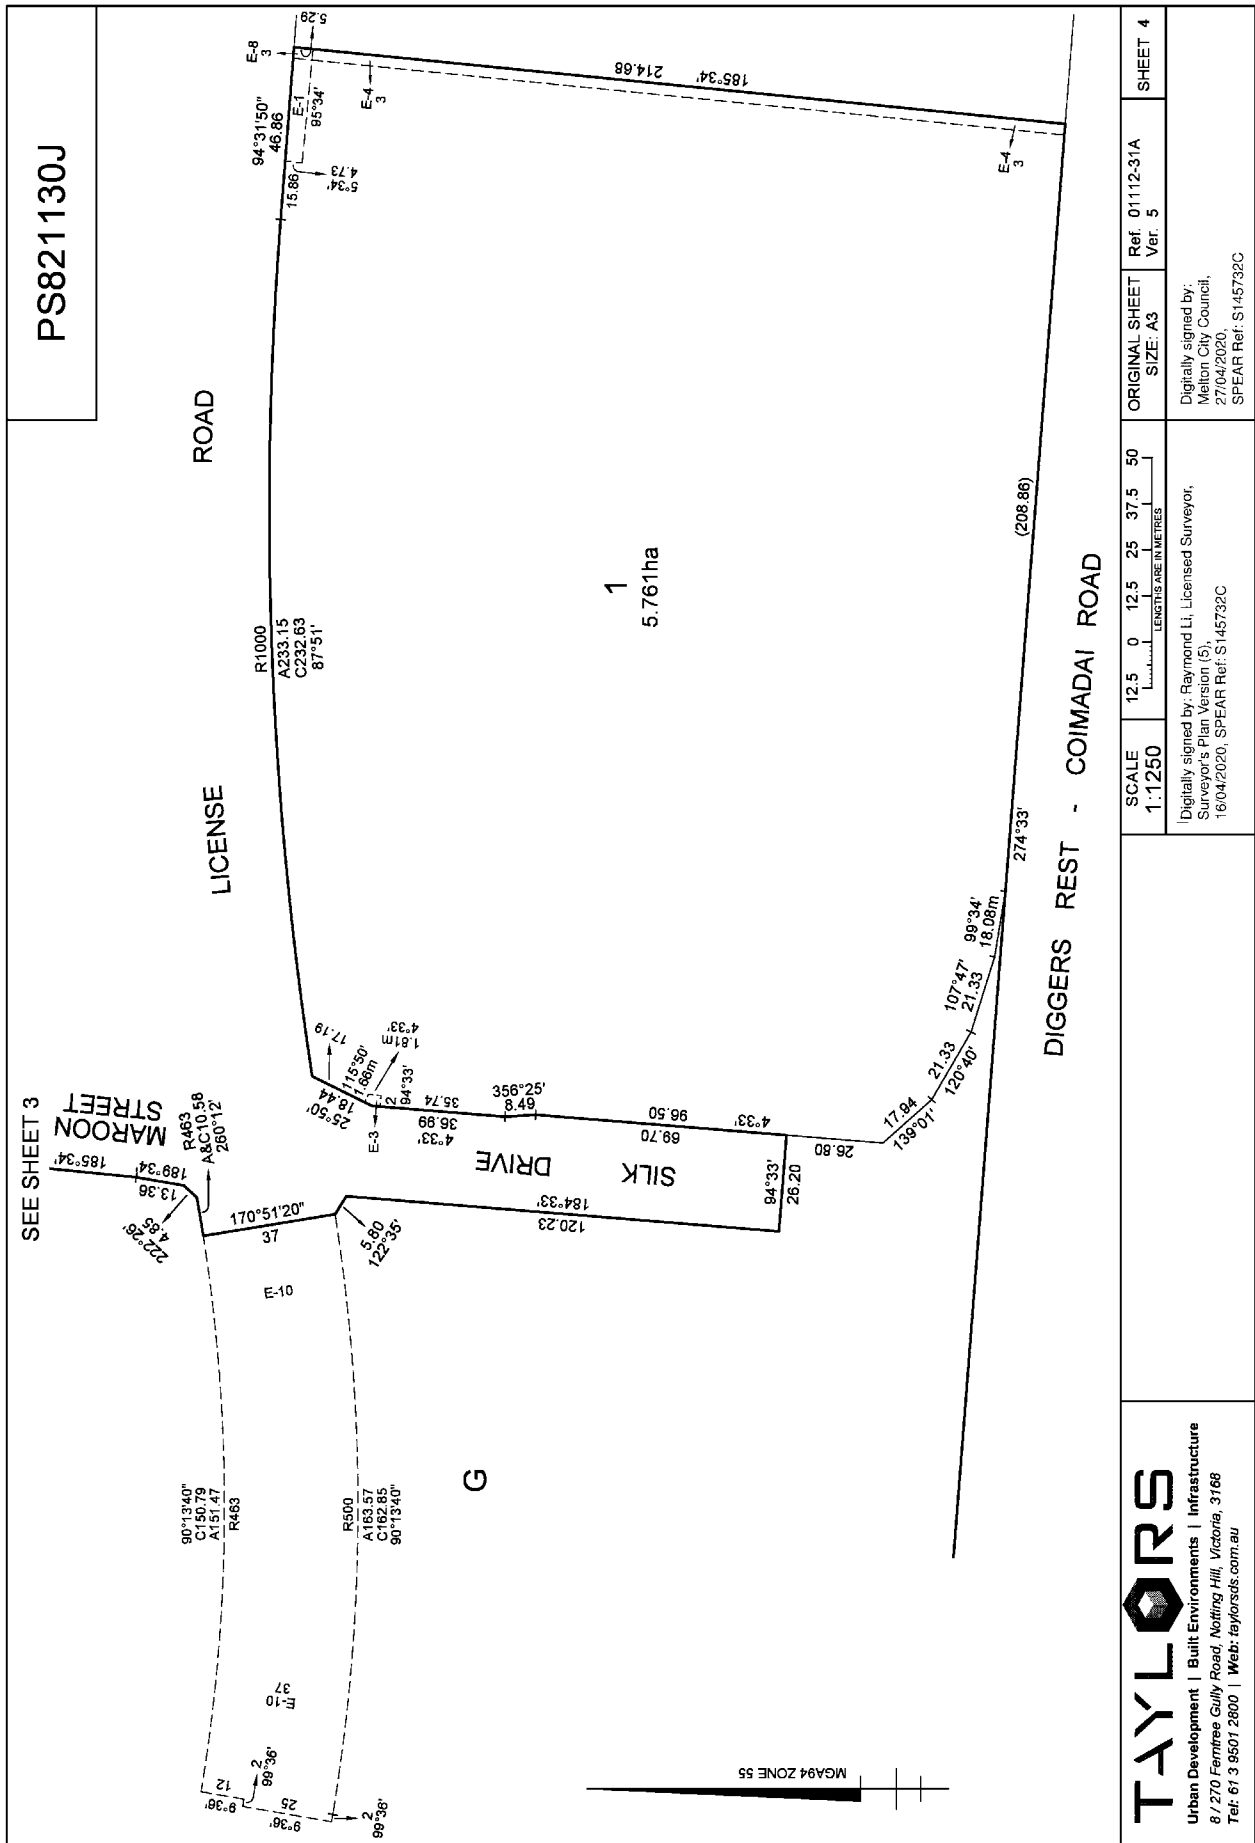 PS821130J
SEE SHEET 3
MAROON
STREET
185°34'
189°34'
13.36
222°26'
4.85
R463
A&C10.58
260°12'
170°51'20"
37
5.80
122°35'
E-10
90°13'40"
C150.79
A151.47
R463
R500
A163.57
C162.85
90°13'40"
E-10
37
12
9°36'
2
99°36'
25
9°36'
2
99°36'
G
LICENSE
ROAD
R1000
A233.15
C232.63
87°51'
94°31'50"
46.86
15.86
E-1
95°34'
5°34'
4.73
E-8
3
5.29
E-4
3
214.68
185°34'
E-4
3
1
5.761ha
17.19
18.44
25°50'
115°50'
1.66m
1.81m
4°33'
2
94°33'
E-3
35.74
36.99
4°33'
356°25'
8.49
96.50
4°33'
69.70
SILK
DRIVE
184°33'
120.23
94°33'
26.20
26.80
17.94
139°01'
21.33
120°40'
107°47'
21.33
99°34'
18.08m
274°33'
(208.86)
DIGGERS REST - COIMADAI ROAD
MGA94 ZONE 55
TAYLORS
Urban Development | Built Environments | Infrastructure
8 / 270 Ferntree Gully Road, Notting Hill, Victoria, 3168
Tel: 61 3 9501 2800 | Web: taylorsds.com.au
SCALE
1:1250
12.5 0 12.5 25 37.5 50
LENGTHS ARE IN METRES
ORIGINAL SHEET
SIZE: A3
Ref. 01112-31A
Ver. 5
SHEET 4
Digitally signed by: Raymond Li, Licensed Surveyor,
Surveyor's Plan Version (5),
16/04/2020, SPEAR Ref: S145732C
Digitally signed by:
Melton City Council,
27/04/2020,
SPEAR Ref: S145732C